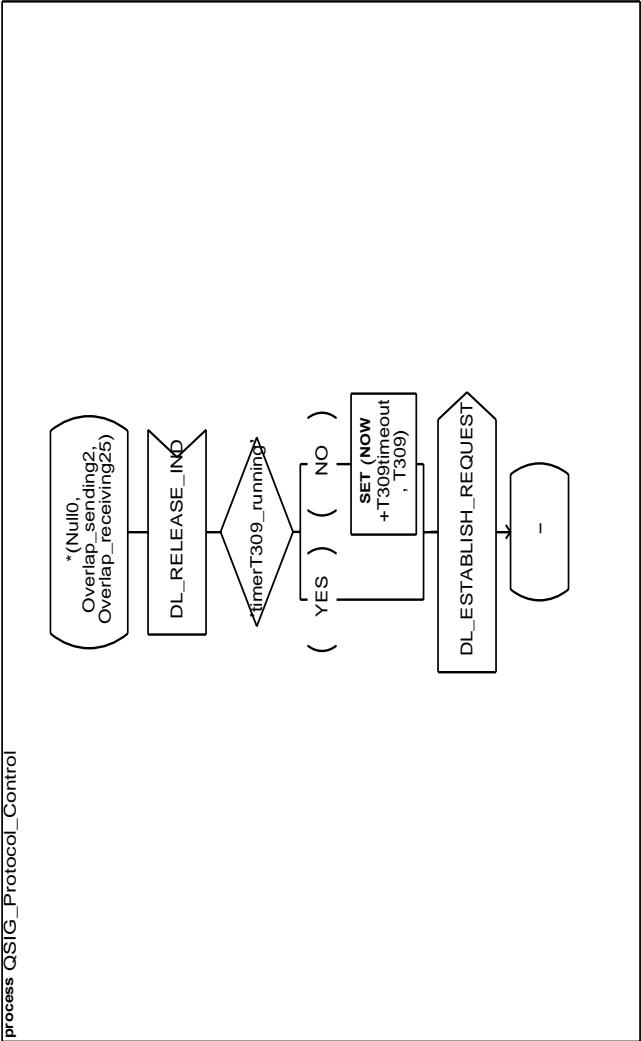 process QSIG_Protocol_Control
*(Null0,
Overlap_sending2,
Overlap_receiving25)
DL_RELEASE_IND
'timerT309_running'
( YES )
( NO )
SET (NOW
+T309timeout
, T309)
DL_ESTABLISH_REQUEST
-